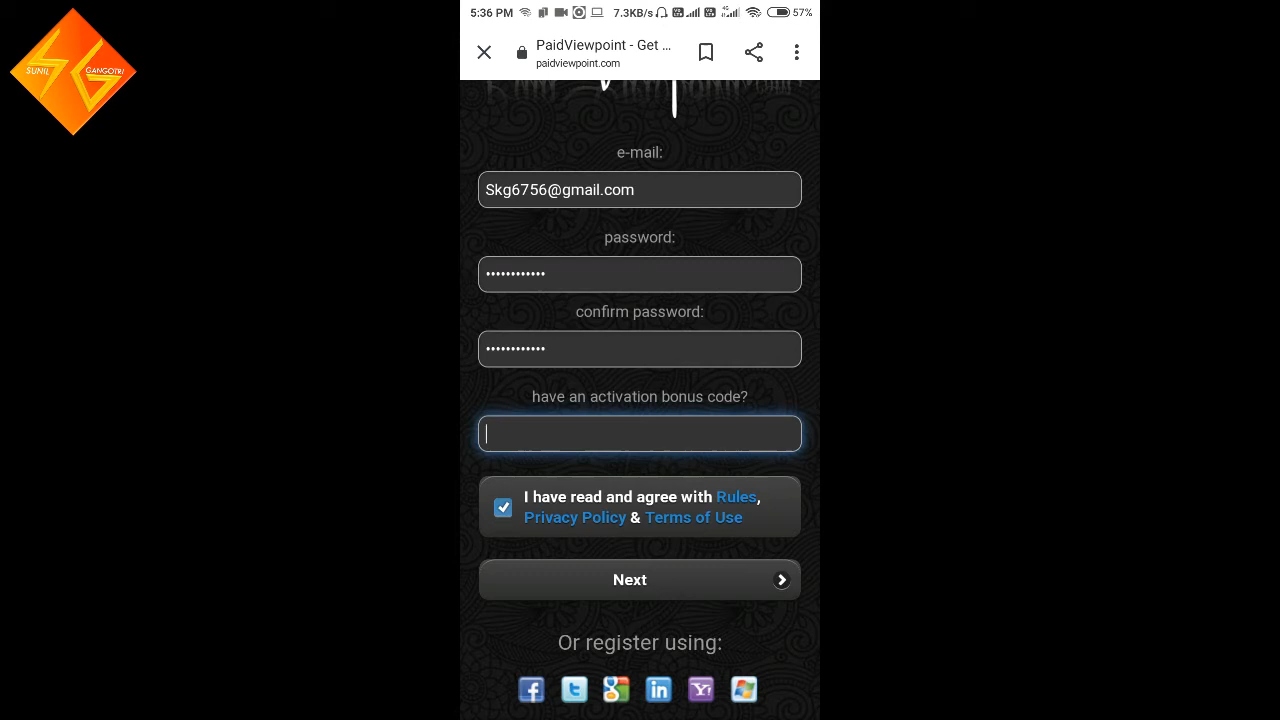 SUNIL
GANGOTRI
5:36 PM 7.3KB/s 57%
PaidViewpoint - Get ...
paidviewpoint.com
e-mail:
Skg6756@gmail.com
password:
••••••••••••
confirm password:
••••••••••••
have an activation bonus code?
I have read and agree with Rules,
Privacy Policy & Terms of Use
Next
Or register using: